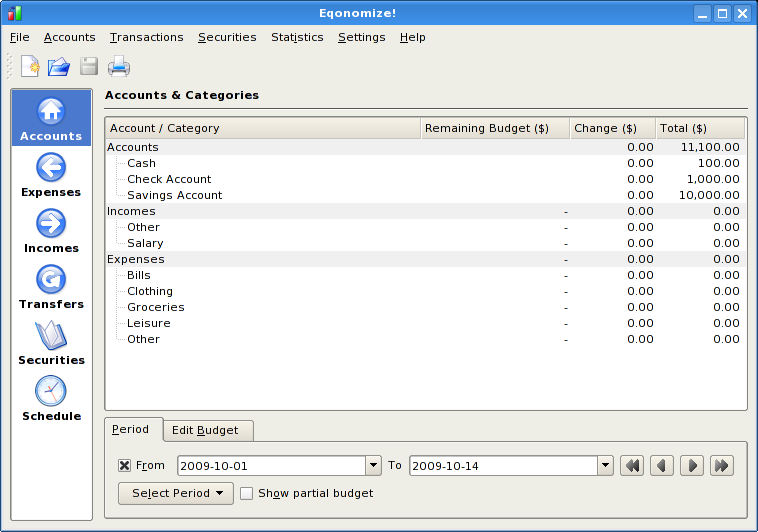 Eqonomize!
File Accounts Transactions Securities Statistics Settings Help
Accounts
Expenses
Incomes
Transfers
Securities
Schedule
Accounts & Categories
Account / Category Remaining Budget ($) Change ($) Total ($)
Accounts 0.00 11,100.00
Cash 0.00 100.00
Check Account 0.00 1,000.00
Savings Account 0.00 10,000.00
Incomes - 0.00 0.00
Other - 0.00 0.00
Salary - 0.00 0.00
Expenses - 0.00 0.00
Bills - 0.00 0.00
Clothing - 0.00 0.00
Groceries - 0.00 0.00
Leisure - 0.00 0.00
Other - 0.00 0.00
Period Edit Budget
From 2009-10-01 To 2009-10-14
Select Period Show partial budget